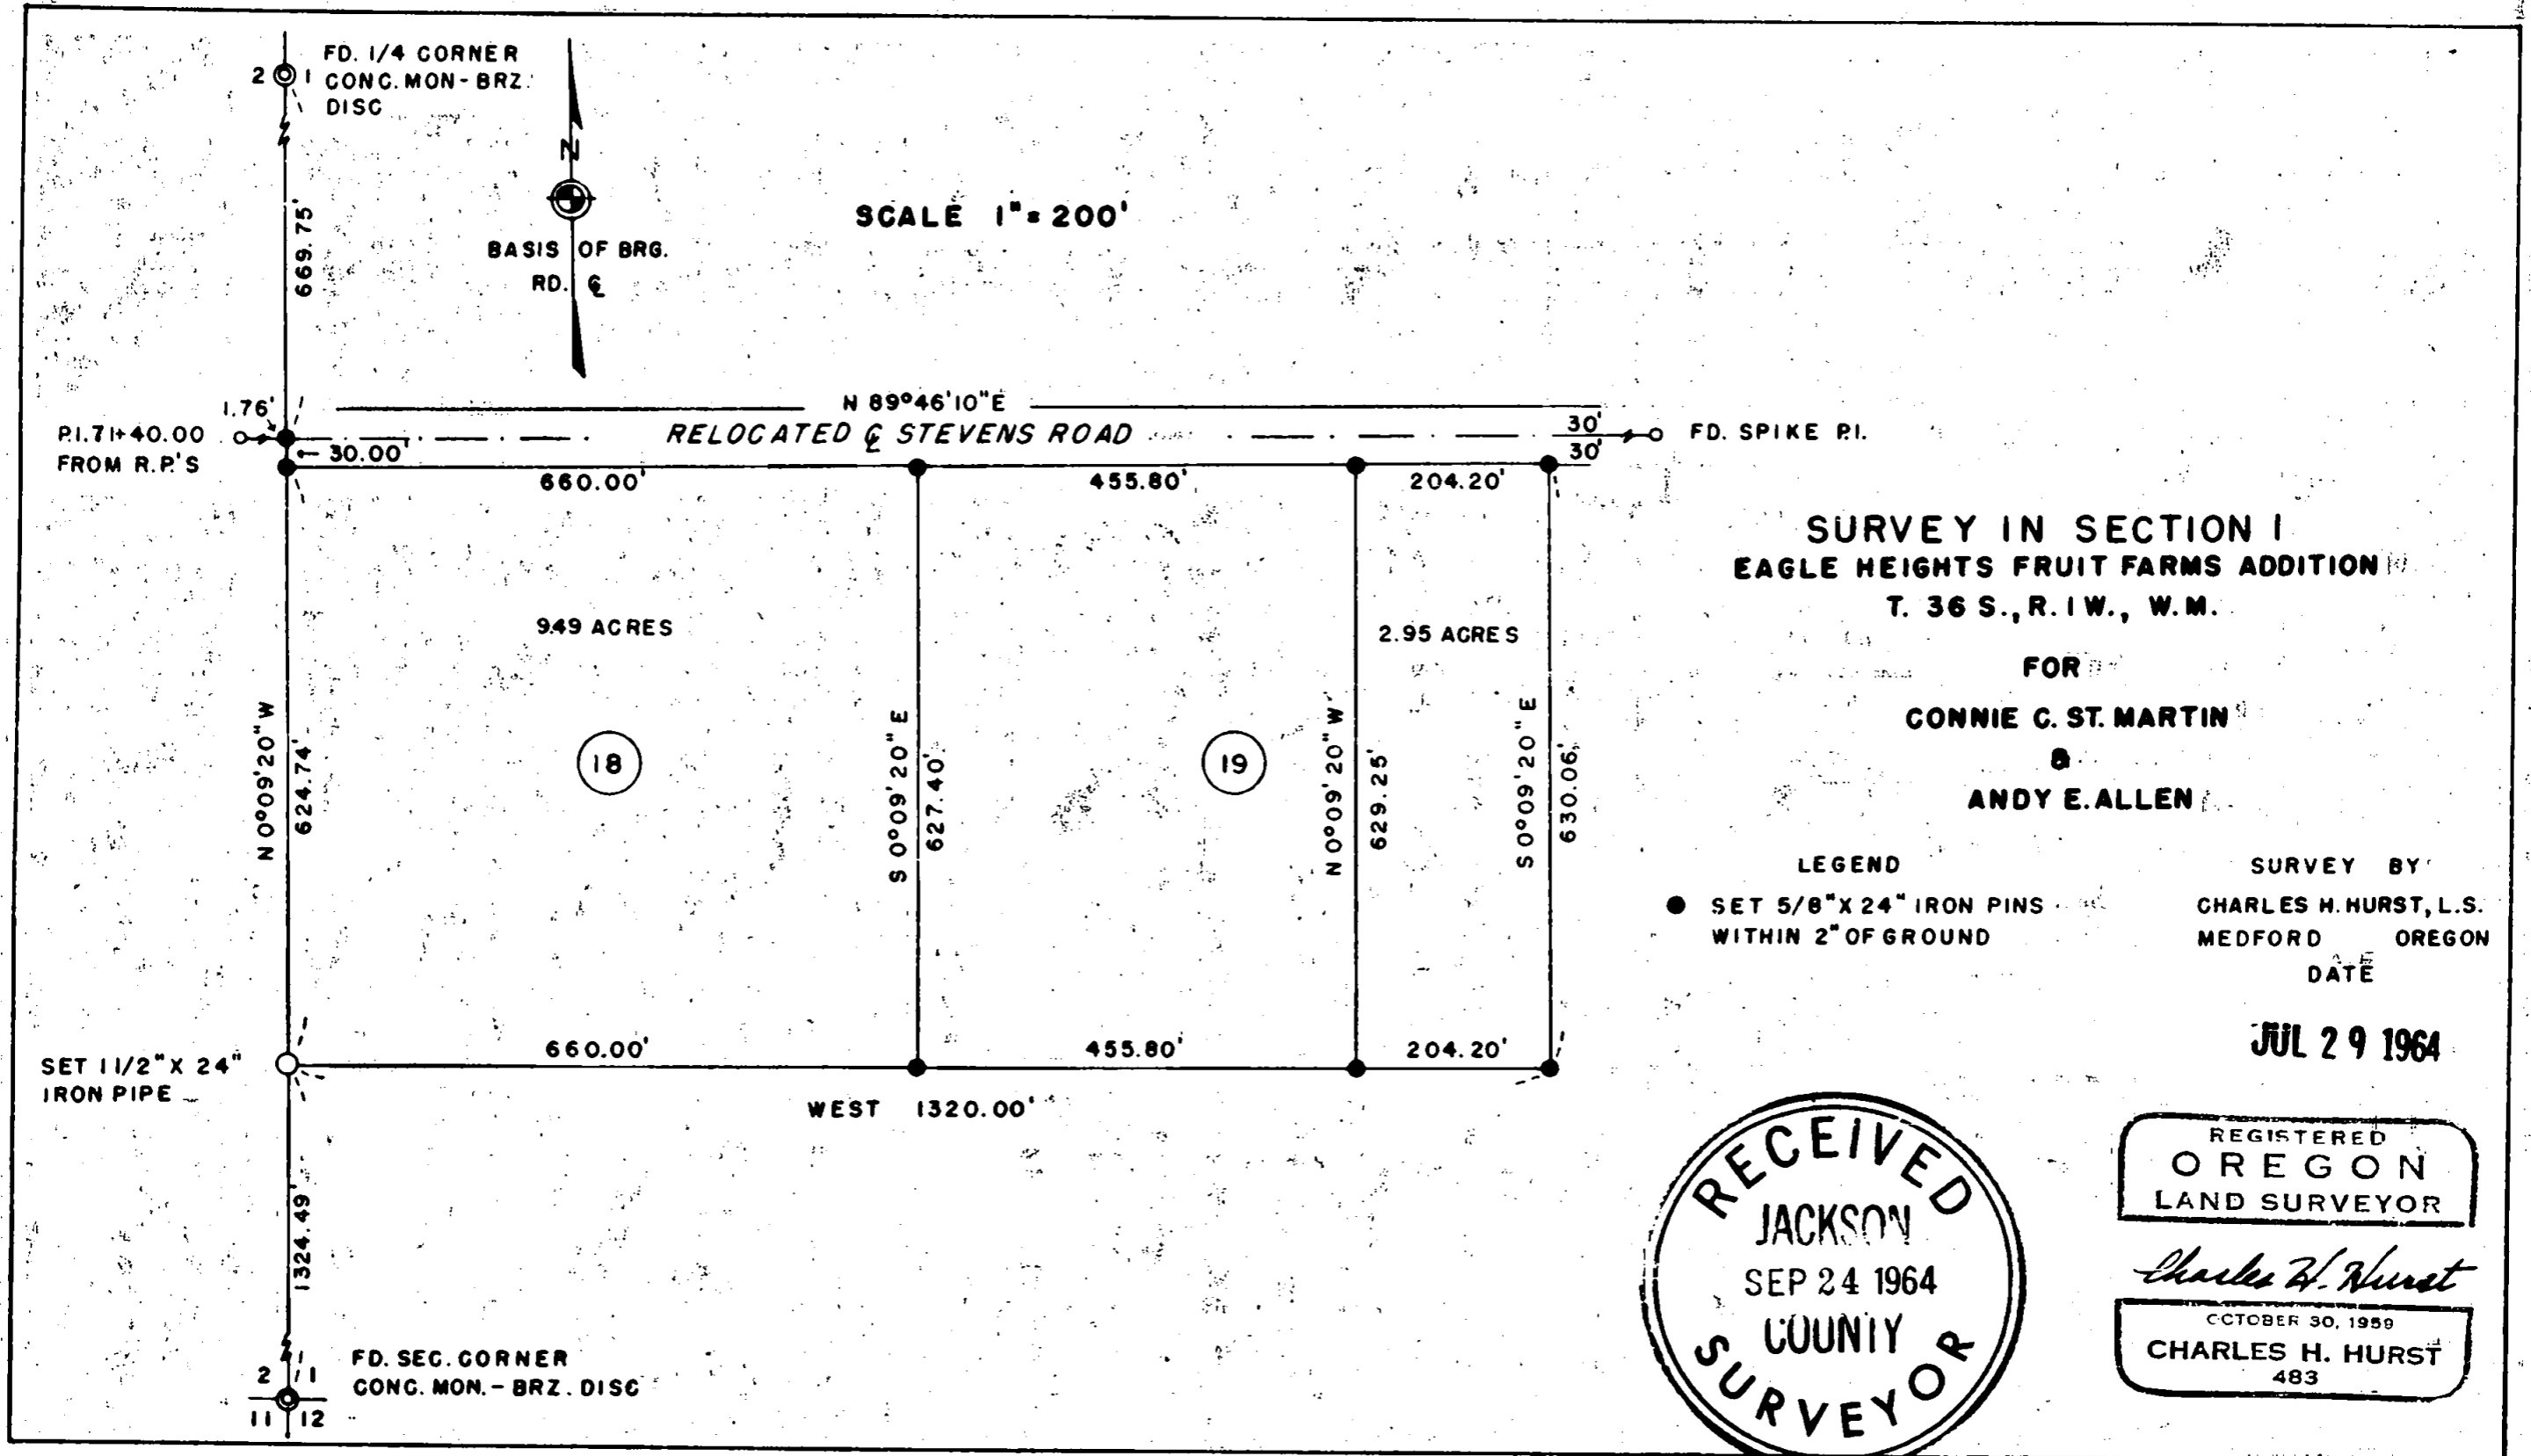 FD. 1/4 CORNER
2 1 CONC. MON - BRZ.
DISC
669.75'
N
BASIS OF BRG.
RD. ℄
SCALE 1" = 200'
1.76'
N 89°46'10"E
P.I. 71+40.00
FROM R.P.'S
RELOCATED ℄ STEVENS ROAD
30'
30'
FD. SPIKE P.I.
30.00'
660.00'
455.80'
204.20'
9.49 ACRES
2.95 ACRES
N 0°09'20" W
624.74'
18
S 0°09'20" E
627.40'
19
N 0°09'20" W
629.25'
S 0°09'20" E
630.06'
SET 1 1/2" X 24"
IRON PIPE
660.00'
455.80'
204.20'
WEST 1320.00'
1324.49'
FD. SEC. CORNER
CONC. MON. - BRZ. DISC
2 1
11 12
SURVEY IN SECTION 1
EAGLE HEIGHTS FRUIT FARMS ADDITION
T. 36 S., R. 1 W., W.M.
FOR
CONNIE C. ST. MARTIN
&
ANDY E. ALLEN
LEGEND
SET 5/8" X 24" IRON PINS
WITHIN 2" OF GROUND
SURVEY BY
CHARLES H. HURST, L.S.
MEDFORD OREGON
DATE
JUL 29 1964
RECEIVED
JACKSON
SEP 24 1964
COUNTY
SURVEYOR
REGISTERED
OREGON
LAND SURVEYOR
Charles H. Hurst
OCTOBER 30, 1959
CHARLES H. HURST
483